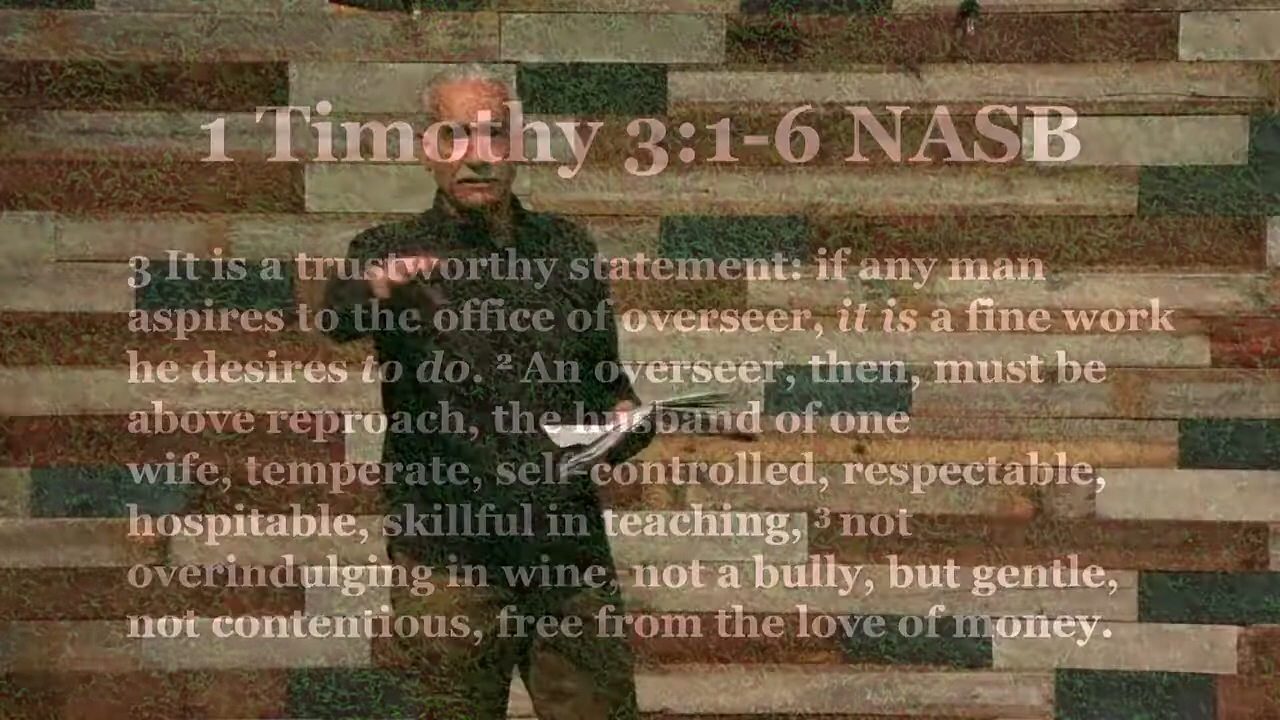 1 Timothy 3:1-6 NASB
3 It is a trustworthy statement: if any man
aspires to the office of overseer, it is a fine work
he desires to do. ² An overseer, then, must be
above reproach, the husband of one
wife, temperate, self-controlled, respectable,
hospitable, skillful in teaching, ³ not
overindulging in wine, not a bully, but gentle,
not contentious, free from the love of money.